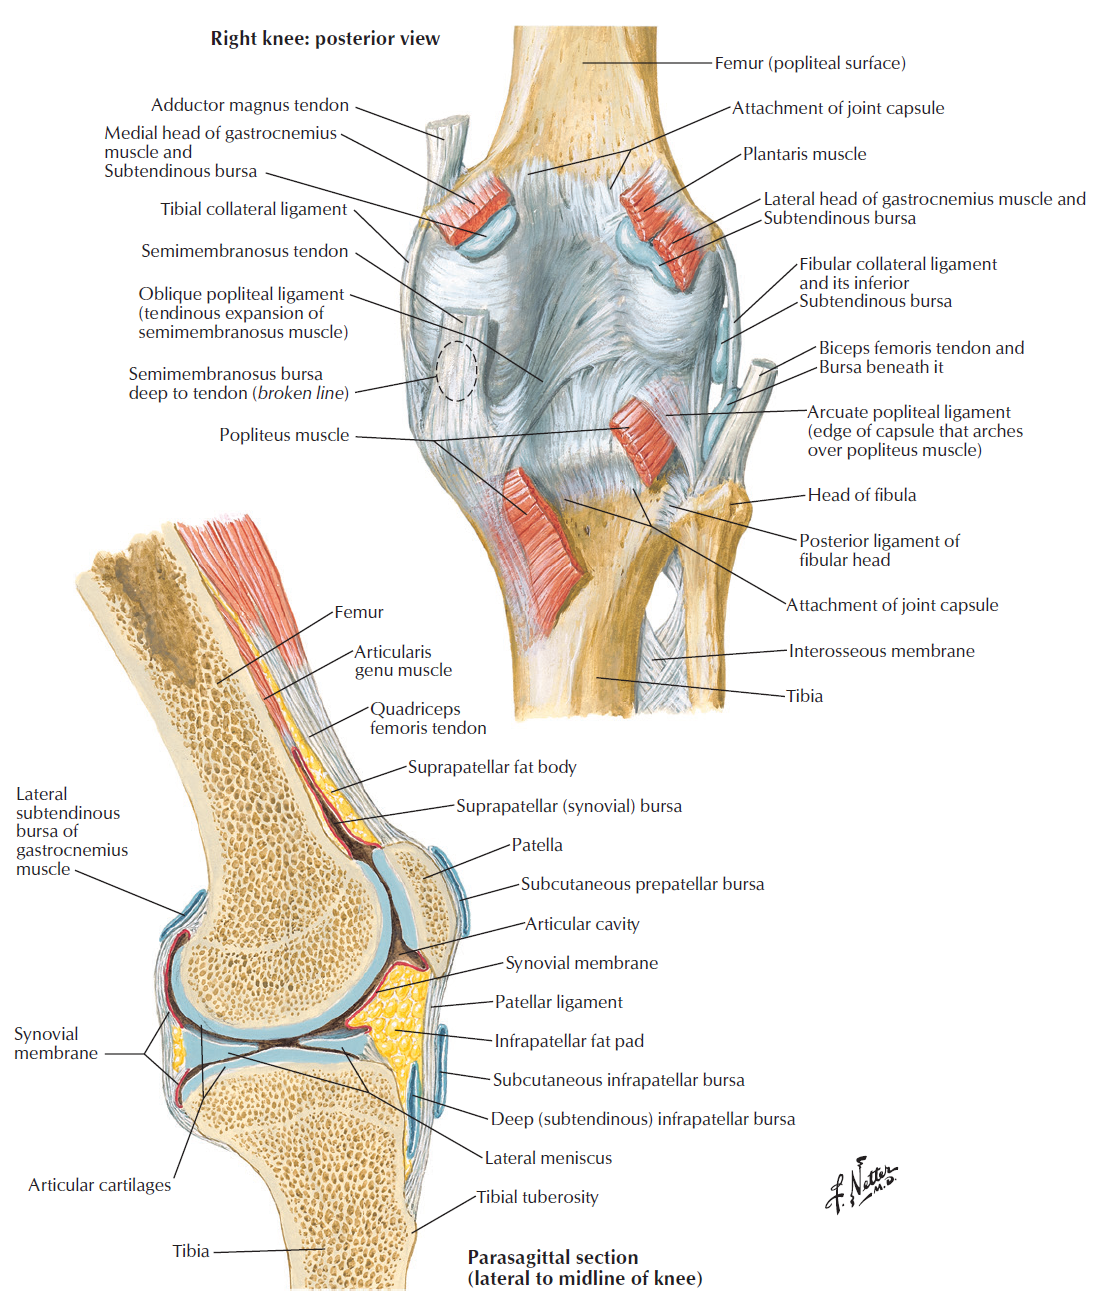 Right knee: posterior view
Femur (popliteal surface)
Adductor magnus tendon
Attachment of joint capsule
Medial head of gastrocnemius
muscle and
Subtendinous bursa
Plantaris muscle
Tibial collateral ligament
Lateral head of gastrocnemius muscle and
Subtendinous bursa
Semimembranosus tendon
Fibular collateral ligament
and its inferior
Subtendinous bursa
Oblique popliteal ligament
(tendinous expansion of
semimembranosus muscle)
Biceps femoris tendon and
Bursa beneath it
Semimembranosus bursa
deep to tendon (broken line)
Arcuate popliteal ligament
(edge of capsule that arches
over popliteus muscle)
Popliteus muscle
Head of fibula
Posterior ligament of
fibular head
Attachment of joint capsule
Interosseous membrane
Tibia
Femur
Articularis
genu muscle
Quadriceps
femoris tendon
Suprapatellar fat body
Suprapatellar (synovial) bursa
Lateral
subtendinous
bursa of
gastrocnemius
muscle
Patella
Subcutaneous prepatellar bursa
Articular cavity
Synovial membrane
Patellar ligament
Synovial
membrane
Infrapatellar fat pad
Subcutaneous infrapatellar bursa
Deep (subtendinous) infrapatellar bursa
Lateral meniscus
Articular cartilages
Tibial tuberosity
Tibia
Parasagittal section
(lateral to midline of knee)
F. Netter
M.D.